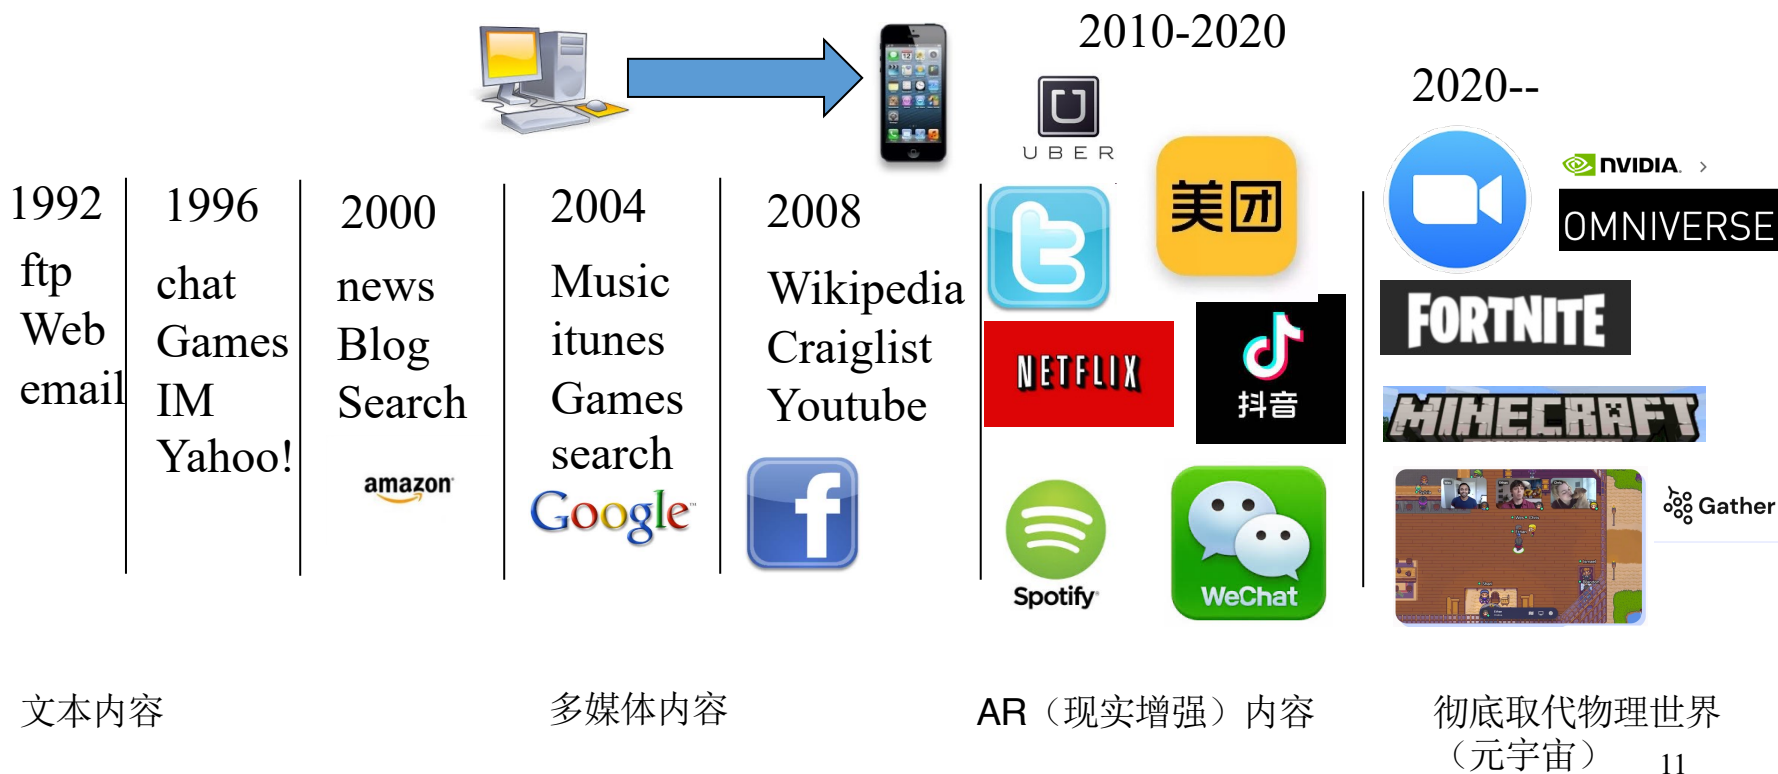 2010-2020
2020--
UBER
美团
NVIDIA.
OMNIVERSE
1992
ftp
Web
email
1996
chat
Games
IM
Yahoo!
2000
news
Blog
Search
amazon
2004
Music
itunes
Games
search
Google
2008
Wikipedia
Craiglist
Youtube
NETFLIX
抖音
Spotify
WeChat
FORTNITE
MINECRAFT
Gather
文本内容
多媒体内容
AR（现实增强）内容
彻底取代物理世界
（元宇宙）
11